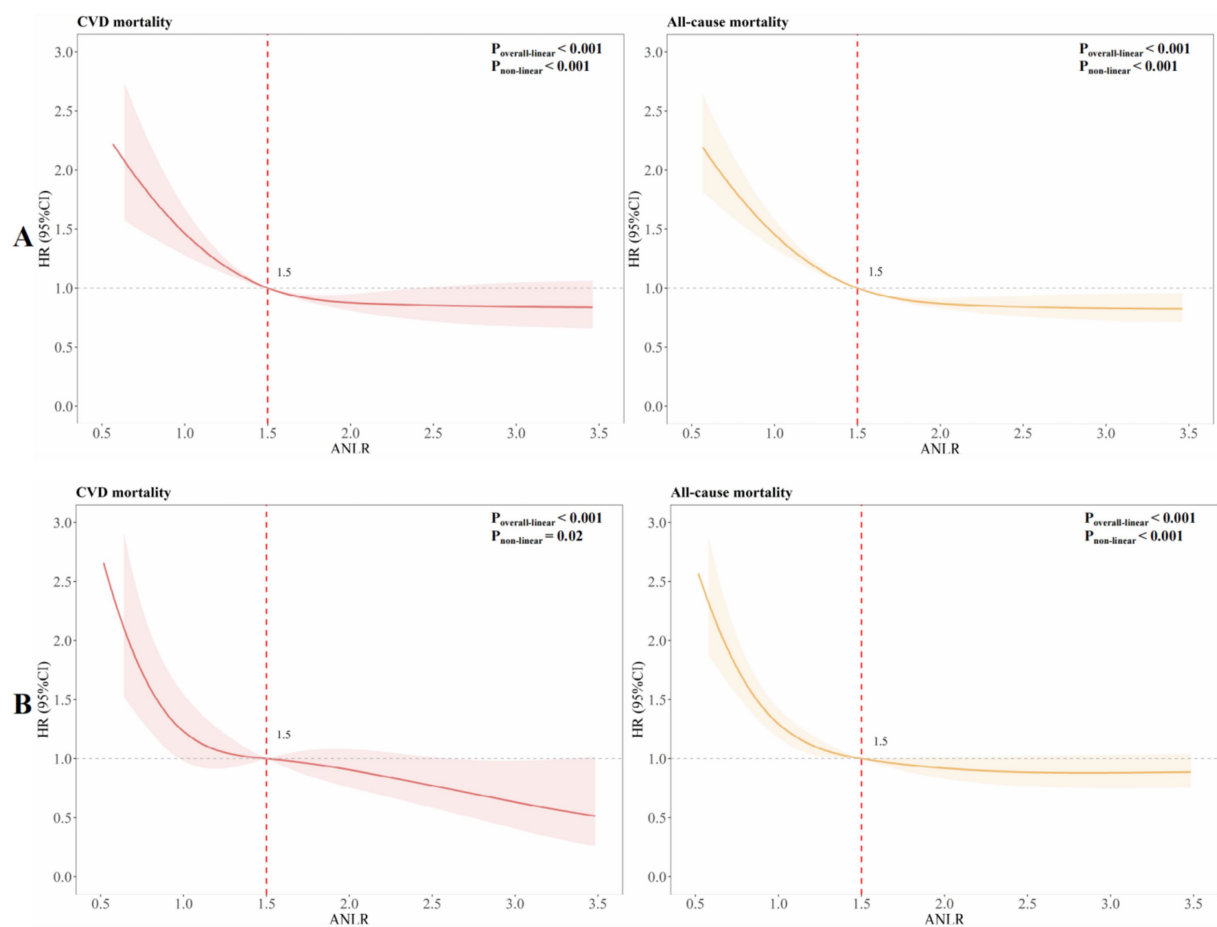 A
CVD mortality
P overall-linear < 0.001
P non-linear < 0.001
HR (95%CI)
3.0
2.5
2.0
1.5
1.0
0.5
0.0
1.5
0.5 1.0 1.5 2.0 2.5 3.0 3.5
ANLR
All-cause mortality
P overall-linear < 0.001
P non-linear < 0.001
HR (95%CI)
3.0
2.5
2.0
1.5
1.0
0.5
0.0
1.5
0.5 1.0 1.5 2.0 2.5 3.0 3.5
ANLR
B
CVD mortality
P overall-linear < 0.001
P non-linear = 0.02
HR (95%CI)
3.0
2.5
2.0
1.5
1.0
0.5
0.0
1.5
0.5 1.0 1.5 2.0 2.5 3.0 3.5
ANLR
All-cause mortality
P overall-linear < 0.001
P non-linear < 0.001
HR (95%CI)
3.0
2.5
2.0
1.5
1.0
0.5
0.0
1.5
0.5 1.0 1.5 2.0 2.5 3.0 3.5
ANLR